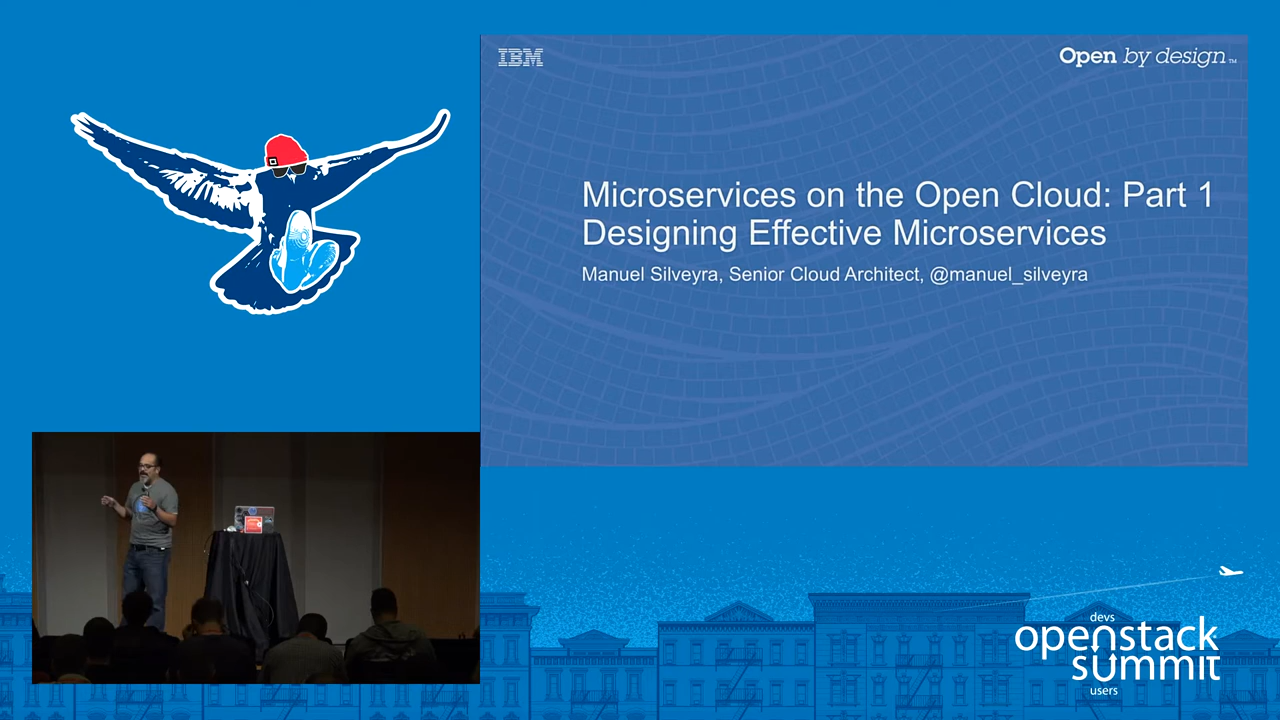 IBM
Open by design™
Microservices on the Open Cloud: Part 1
Designing Effective Microservices
Manuel Silveyra, Senior Cloud Architect, @manuel_silveyra
devs
openstack
summit
users